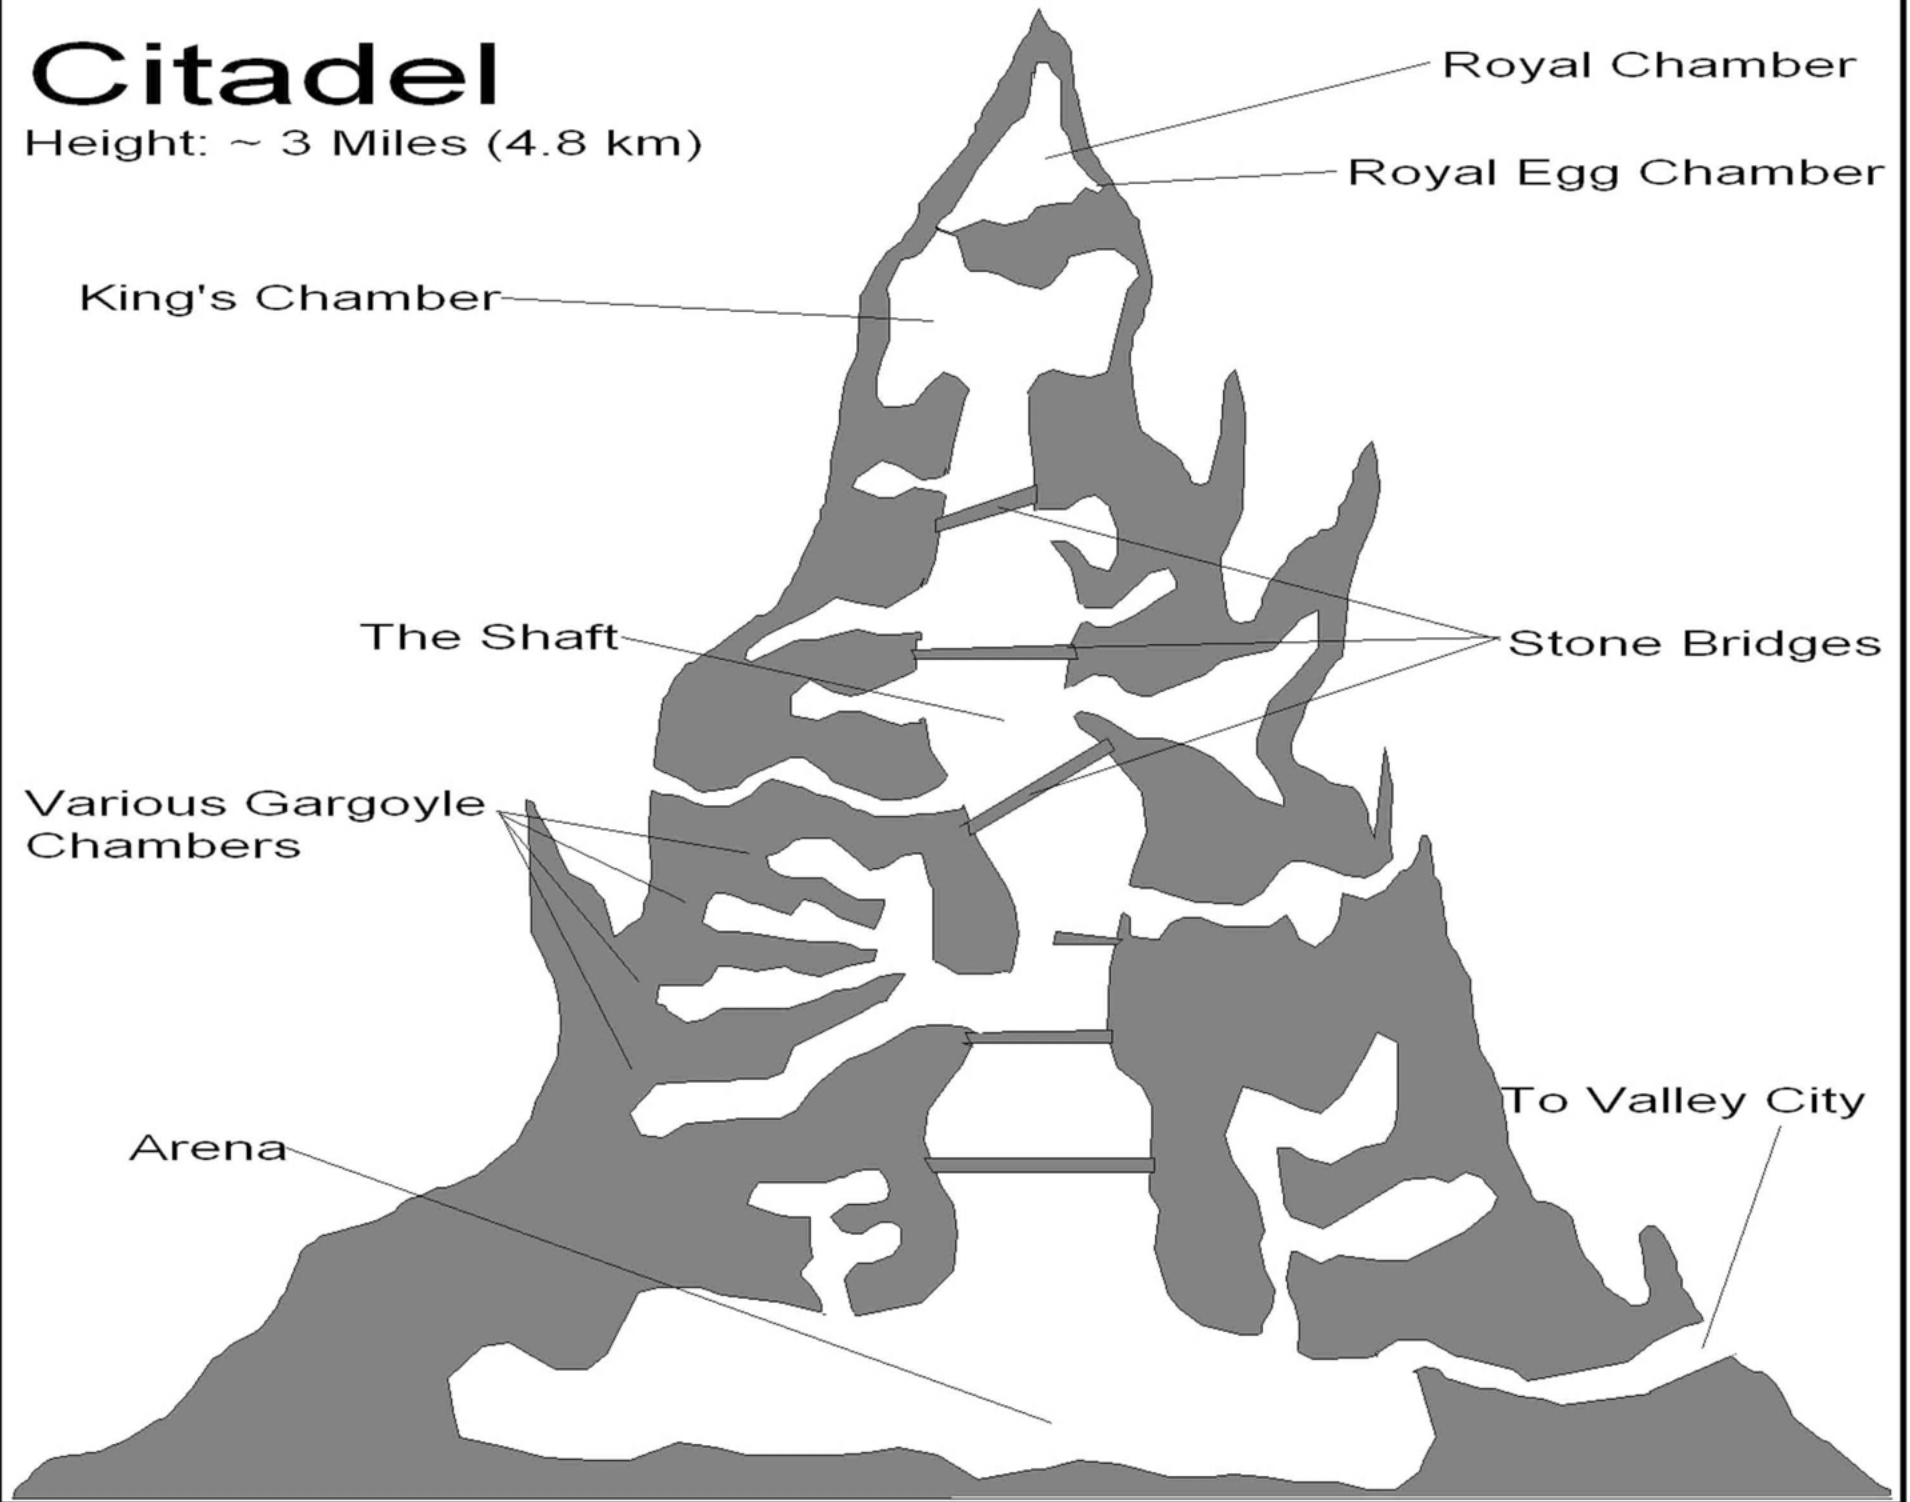 Citadel
Height: ~ 3 Miles (4.8 km)
Royal Chamber
Royal Egg Chamber
King's Chamber
The Shaft
Stone Bridges
Various Gargoyle
Chambers
To Valley City
Arena